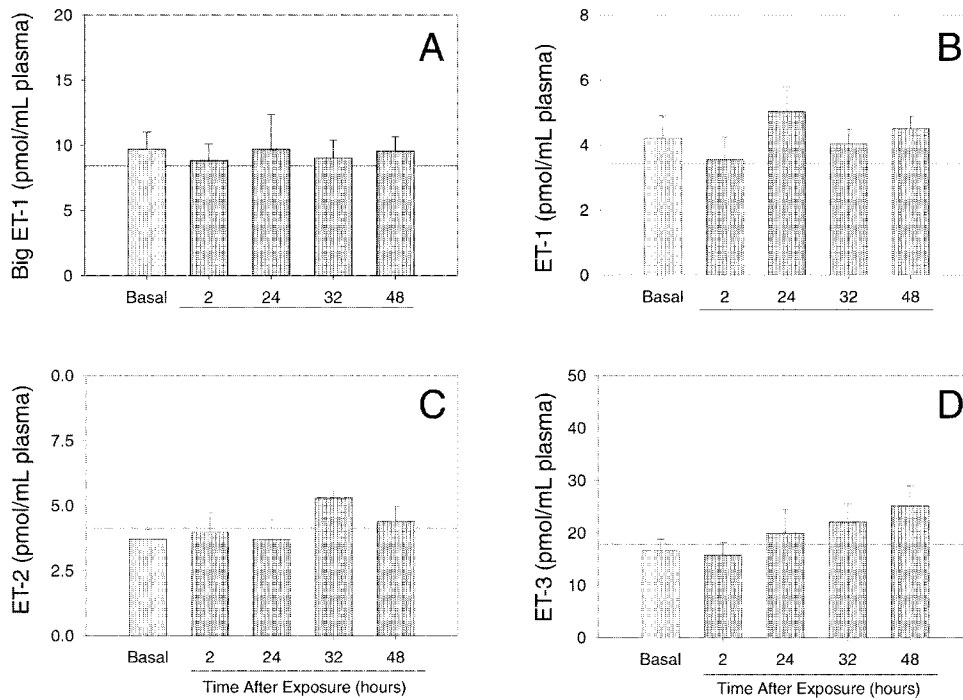 A
Big ET-1 (pmol/mL plasma)
20
15
10
5
0
Basal 2 24 32 48
B
ET-1 (pmol/mL plasma)
8
6
4
2
0
Basal 2 24 32 48
C
ET-2 (pmol/mL plasma)
0.0
7.5
5.0
2.5
0.0
Basal 2 24 32 48
Time After Exposure (hours)
D
ET-3 (pmol/mL plasma)
50
40
30
20
10
0
Basal 2 24 32 48
Time After Exposure (hours)